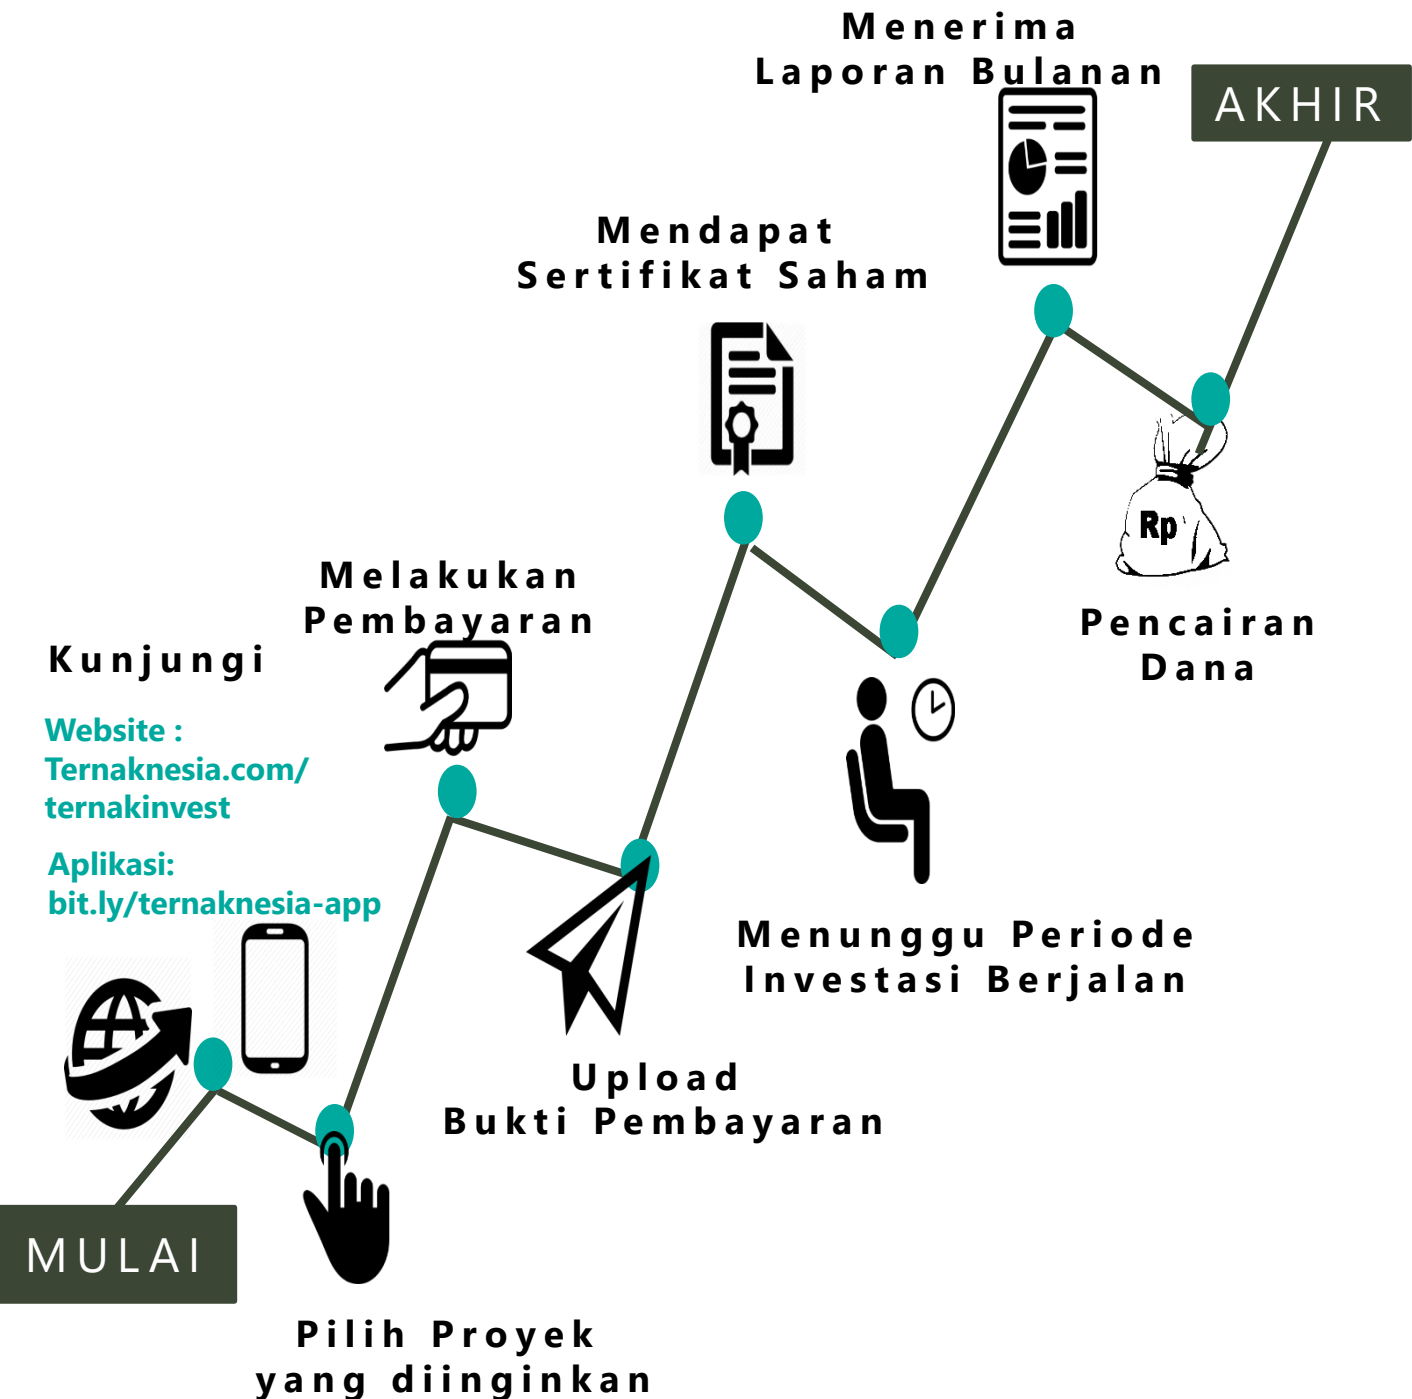 Menerima
Laporan Bulanan
AKHIR
Mendapat
Sertifikat Saham
Rp
Melakukan
Pembayaran
Pencairan
Dana
Kunjungi
Website :
Ternaknesia.com/
ternakinvest
Aplikasi:
bit.ly/ternaknesia-app
Menunggu Periode
Investasi Berjalan
Upload
Bukti Pembayaran
MULAI
Pilih Proyek
yang diinginkan